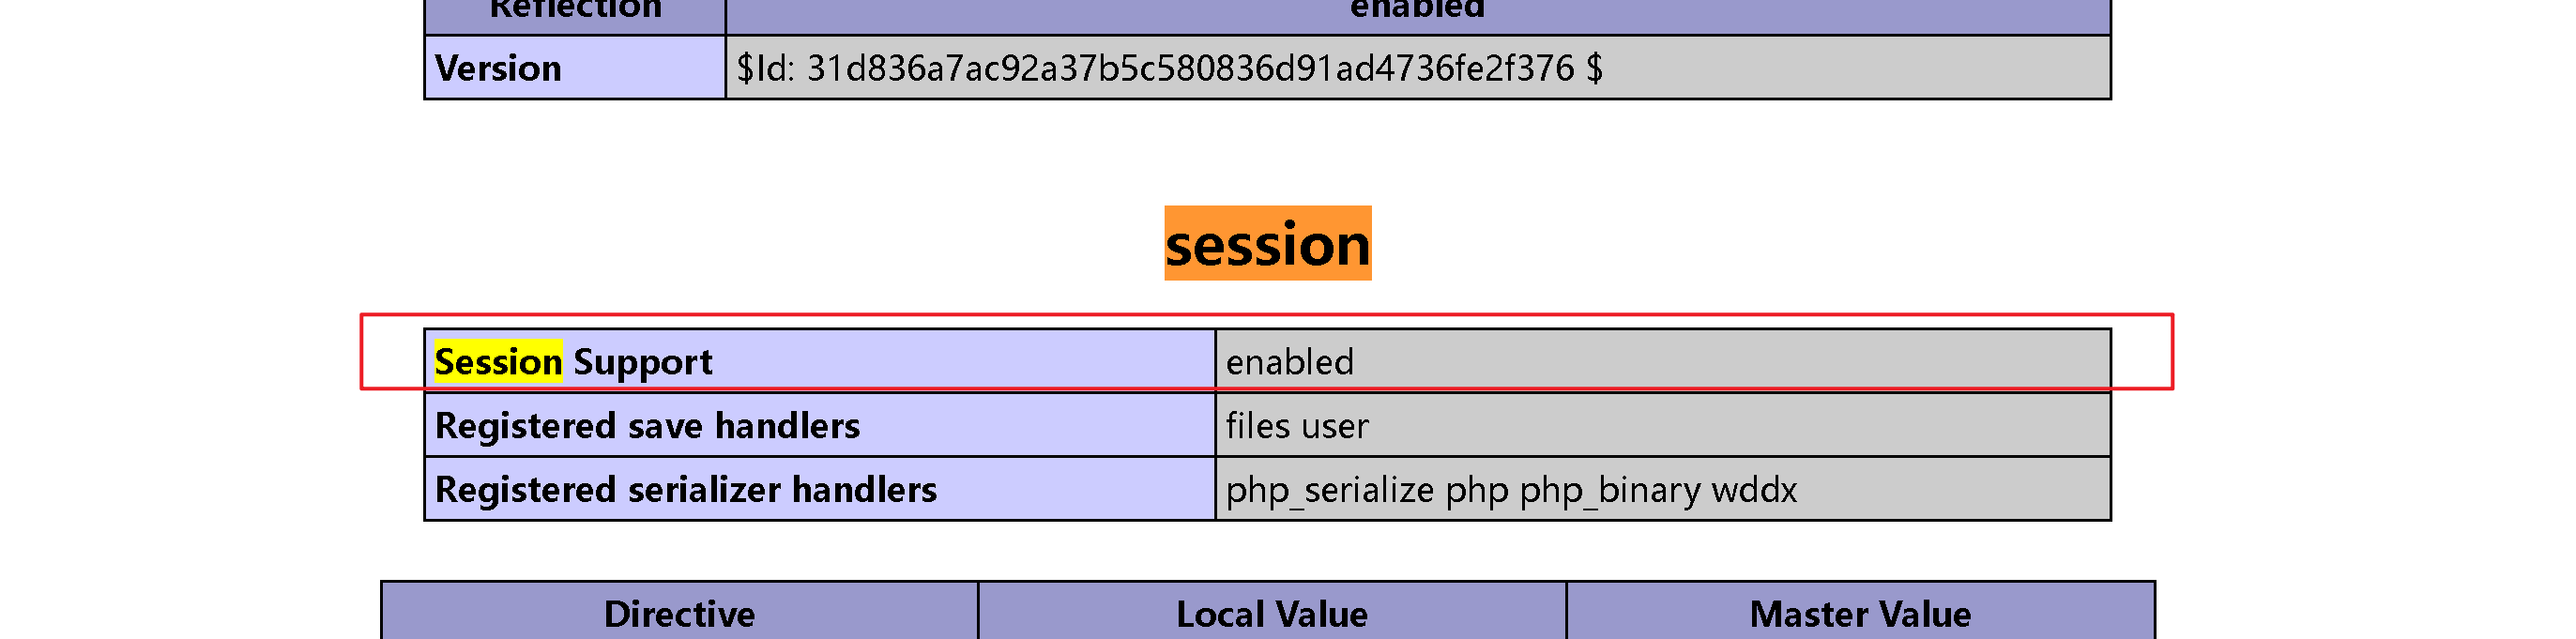 Reflection enabled
Version $Id: 31d836a7ac92a37b5c580836d91ad4736fe2f376 $
session
Session Support enabled
Registered save handlers files user
Registered serializer handlers php_serialize php php_binary wddx
Directive Local Value Master Value